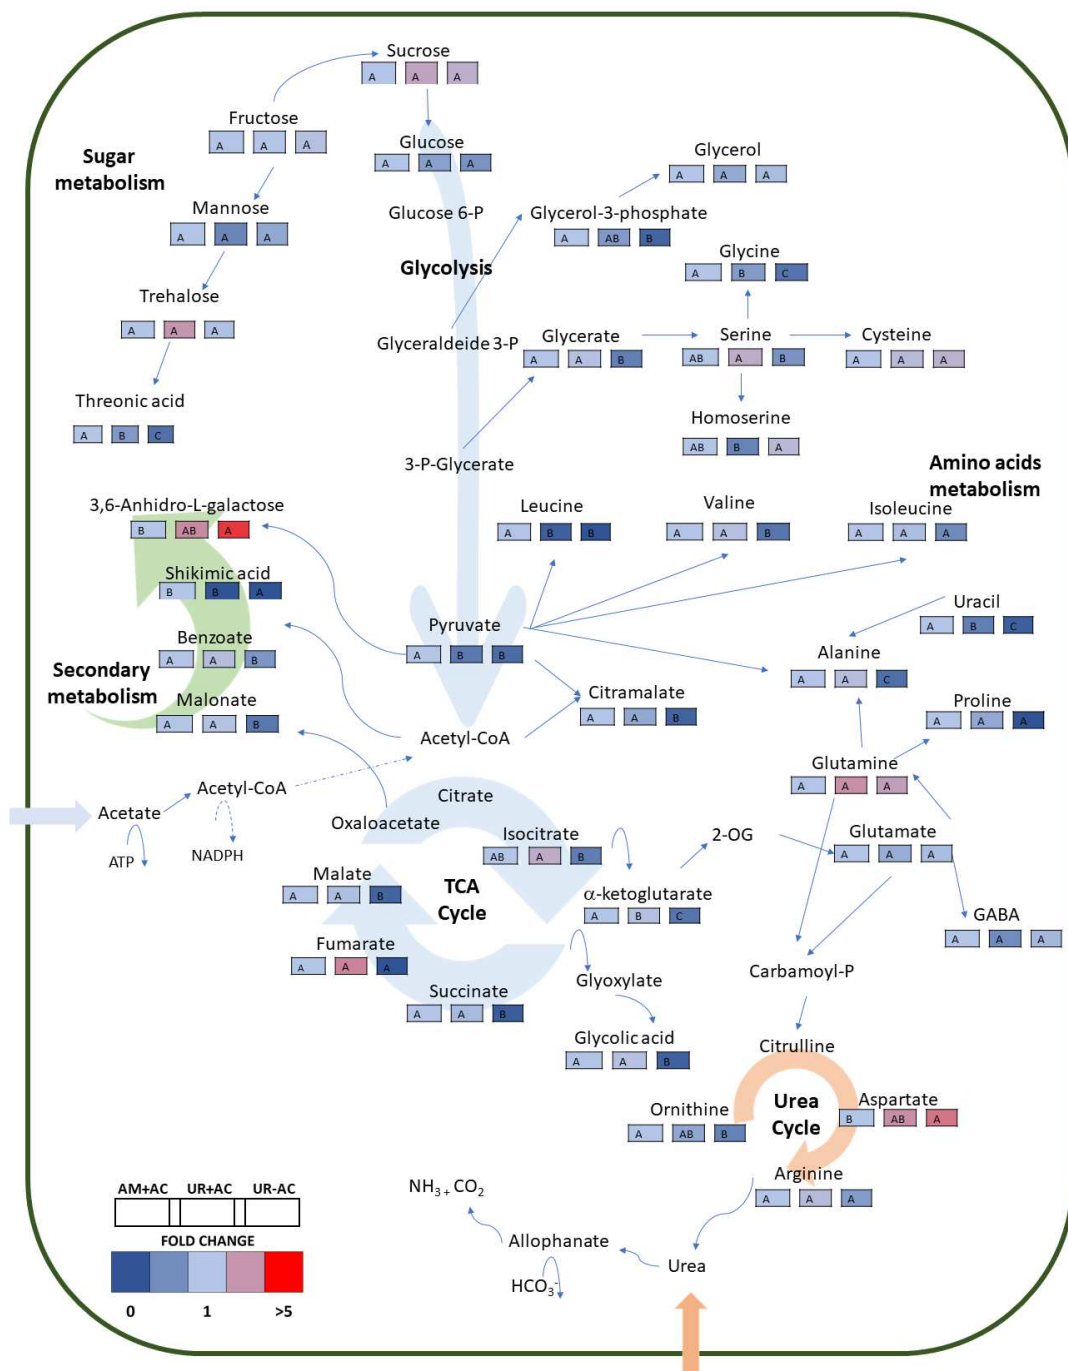 Sucrose
A A A
Fructose
A A A
Sugar
metabolism
Glucose
A A A
Glycerol
A A A
Mannose
A A A
Glucose 6-P
Glycerol-3-phosphate
A AB B
Glycolysis
Glycine
A B C
Trehalose
A A A
Glyceraldeide 3-P
Glycerate
A A B
Serine
AB A B
Cysteine
A A A
Threonic acid
A B C
Homoserine
AB B A
3-P-Glycerate
Amino acids
metabolism
3,6-Anhidro-L-galactose
B AB A
Leucine
A B B
Valine
A A B
Isoleucine
A A A
Shikimic acid
B B A
Uracil
A B C
Benzoate
A A B
Pyruvate
A B B
Alanine
A A C
Secondary
metabolism
Malonate
A A B
Citramalate
A A B
Proline
A A A
Acetyl-CoA
Glutamine
A A A
Acetyl-CoA
Acetate
ATP
NADPH
Citrate
Oxaloacetate
Isocitrate
AB A B
2-OG
Glutamate
A A A
Malate
A A B
TCA
Cycle
α-ketoglutarate
A B C
GABA
A A A
Fumarate
A A A
Glyoxylate
Carbamoyl-P
Succinate
A A B
Glycolic acid
A A B
Citrulline
Ornithine
A AB B
Urea
Cycle
Aspartate
B AB A
Arginine
A A A
NH₃ + CO₂
Allophanate
HCO₃⁻
Urea
AM+AC UR+AC UR-AC
FOLD CHANGE
0 1 >5